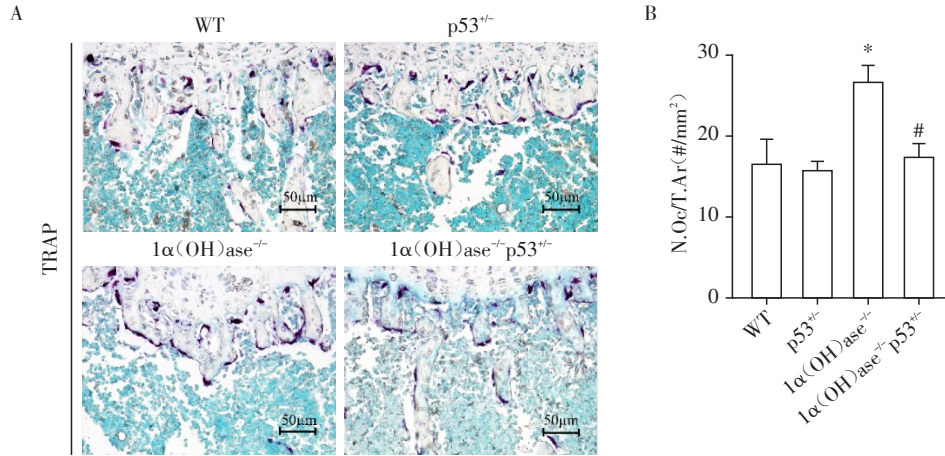 A
WT
p53⁺/⁻
TRAP
50μm
50μm
1α(OH)ase⁻/⁻
1α(OH)ase⁻/⁻p53⁺/⁻
50μm
50μm
B
N.Oc/T.Ar(#/mm²)
30
20
10
0
*
#
WT
p53⁺/⁻
1α(OH)ase⁻/⁻
1α(OH)ase⁻/⁻p53⁺/⁻